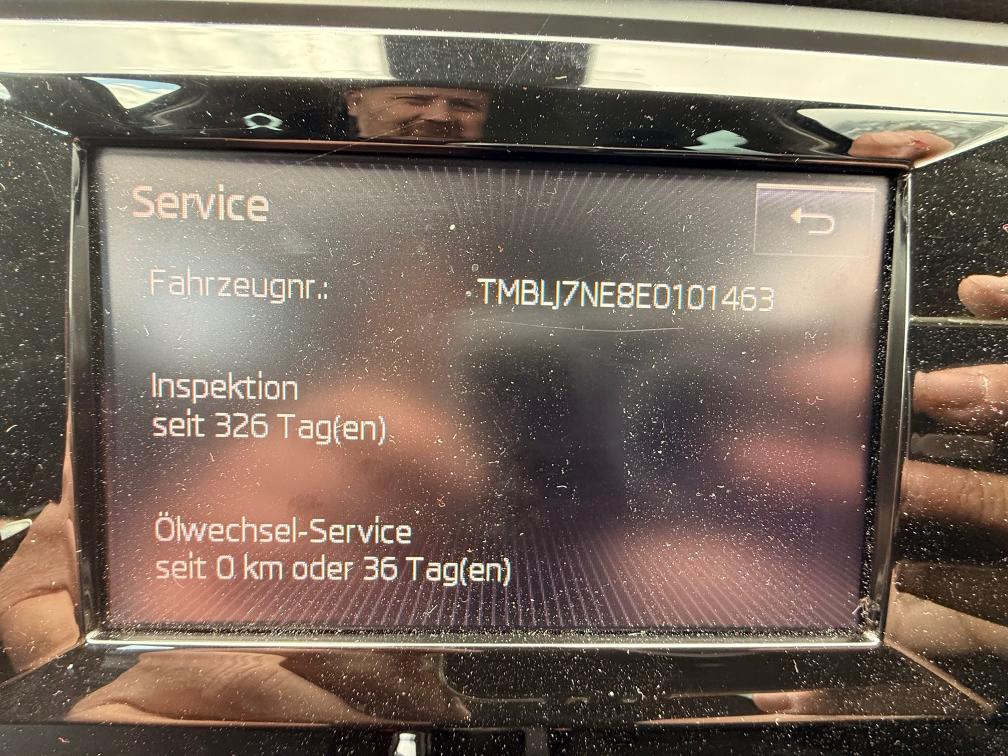 Service
Fahrzeugnr.: TMBLJ7NE8E0101463
Inspektion
seit 326 Tag(en)
Ölwechsel-Service
seit 0 km oder 36 Tag(en)